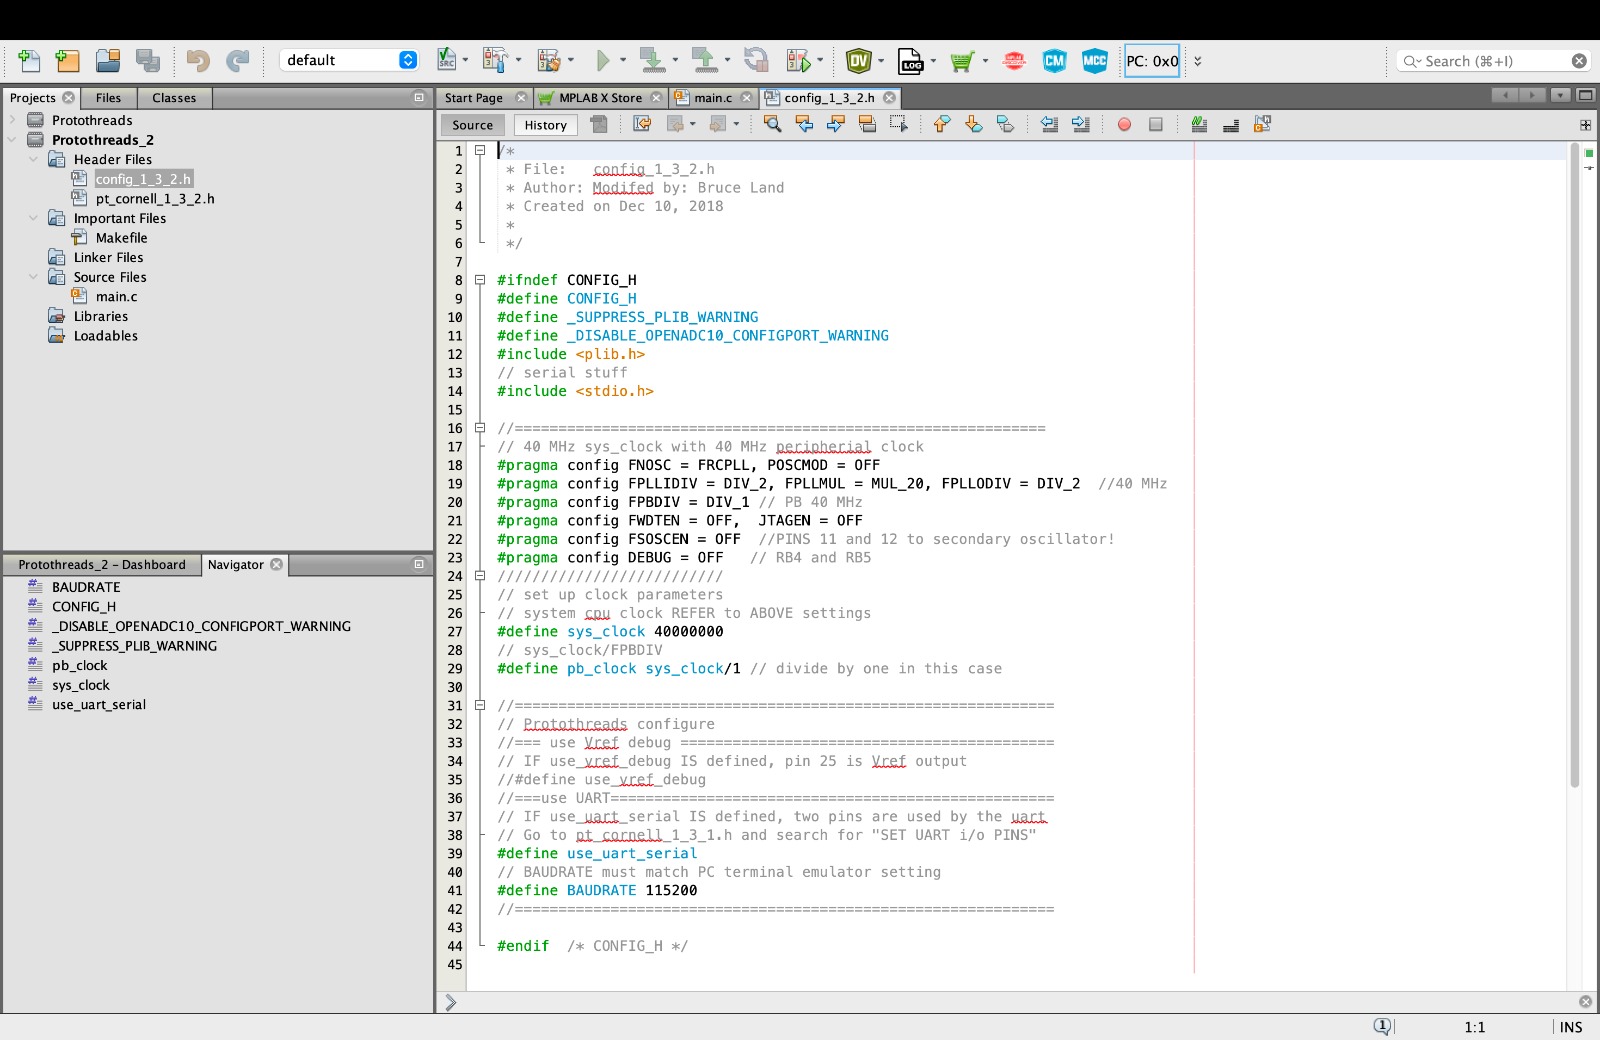 default
SRC
DV
LOG
CM
MCC
PC: 0x0
Search (⌘+I)
Projects
Files
Classes
Start Page
MPLAB X Store
main.c
config_1_3_2.h
Protothreads
Protothreads_2
Header Files
config_1_3_2.h
pt_cornell_1_3_2.h
Important Files
Makefile
Linker Files
Source Files
main.c
Libraries
Loadables
Protothreads_2 - Dashboard
Navigator
BAUDRATE
CONFIG_H
_DISABLE_OPENADC10_CONFIGPORT_WARNING
_SUPPRESS_PLIB_WARNING
pb_clock
sys_clock
use_uart_serial
Source
History
1 /*
2 * File:   config_1_3_2.h
3 * Author: Modifed by: Bruce Land
4 * Created on Dec 10, 2018
5 *
6 */
7
8 #ifndef CONFIG_H
9 #define CONFIG_H
10 #define _SUPPRESS_PLIB_WARNING
11 #define _DISABLE_OPENADC10_CONFIGPORT_WARNING
12 #include <plib.h>
13 // serial stuff
14 #include <stdio.h>
15
16 //=============================================================
17 // 40 MHz sys_clock with 40 MHz peripherial clock
18 #pragma config FNOSC = FRCPLL, POSCMOD = OFF
19 #pragma config FPLLIDIV = DIV_2, FPLLMUL = MUL_20, FPLLODIV = DIV_2  //40 MHz
20 #pragma config FPBDIV = DIV_1 // PB 40 MHz
21 #pragma config FWDTEN = OFF,  JTAGEN = OFF
22 #pragma config FSOSCEN = OFF  //PINS 11 and 12 to secondary oscillator!
23 #pragma config DEBUG = OFF   // RB4 and RB5
24 //////////////////////////
25 // set up clock parameters
26 // system cpu clock REFER to ABOVE settings
27 #define sys_clock 40000000
28 // sys_clock/FPBDIV
29 #define pb_clock sys_clock/1 // divide by one in this case
30
31 //==============================================================
32 // Protothreads configure
33 //=== use Vref debug ===========================================
34 // IF use_vref_debug IS defined, pin 25 is Vref output
35 //#define use_vref_debug
36 //===use UART===================================================
37 // IF use_uart_serial IS defined, two pins are used by the uart
38 // Go to pt_cornell_1_3_1.h and search for "SET UART i/o PINS"
39 #define use_uart_serial
40 // BAUDRATE must match PC terminal emulator setting
41 #define BAUDRATE 115200
42 //==============================================================
43
44 #endif  /* CONFIG_H */
45
1
1:1
INS